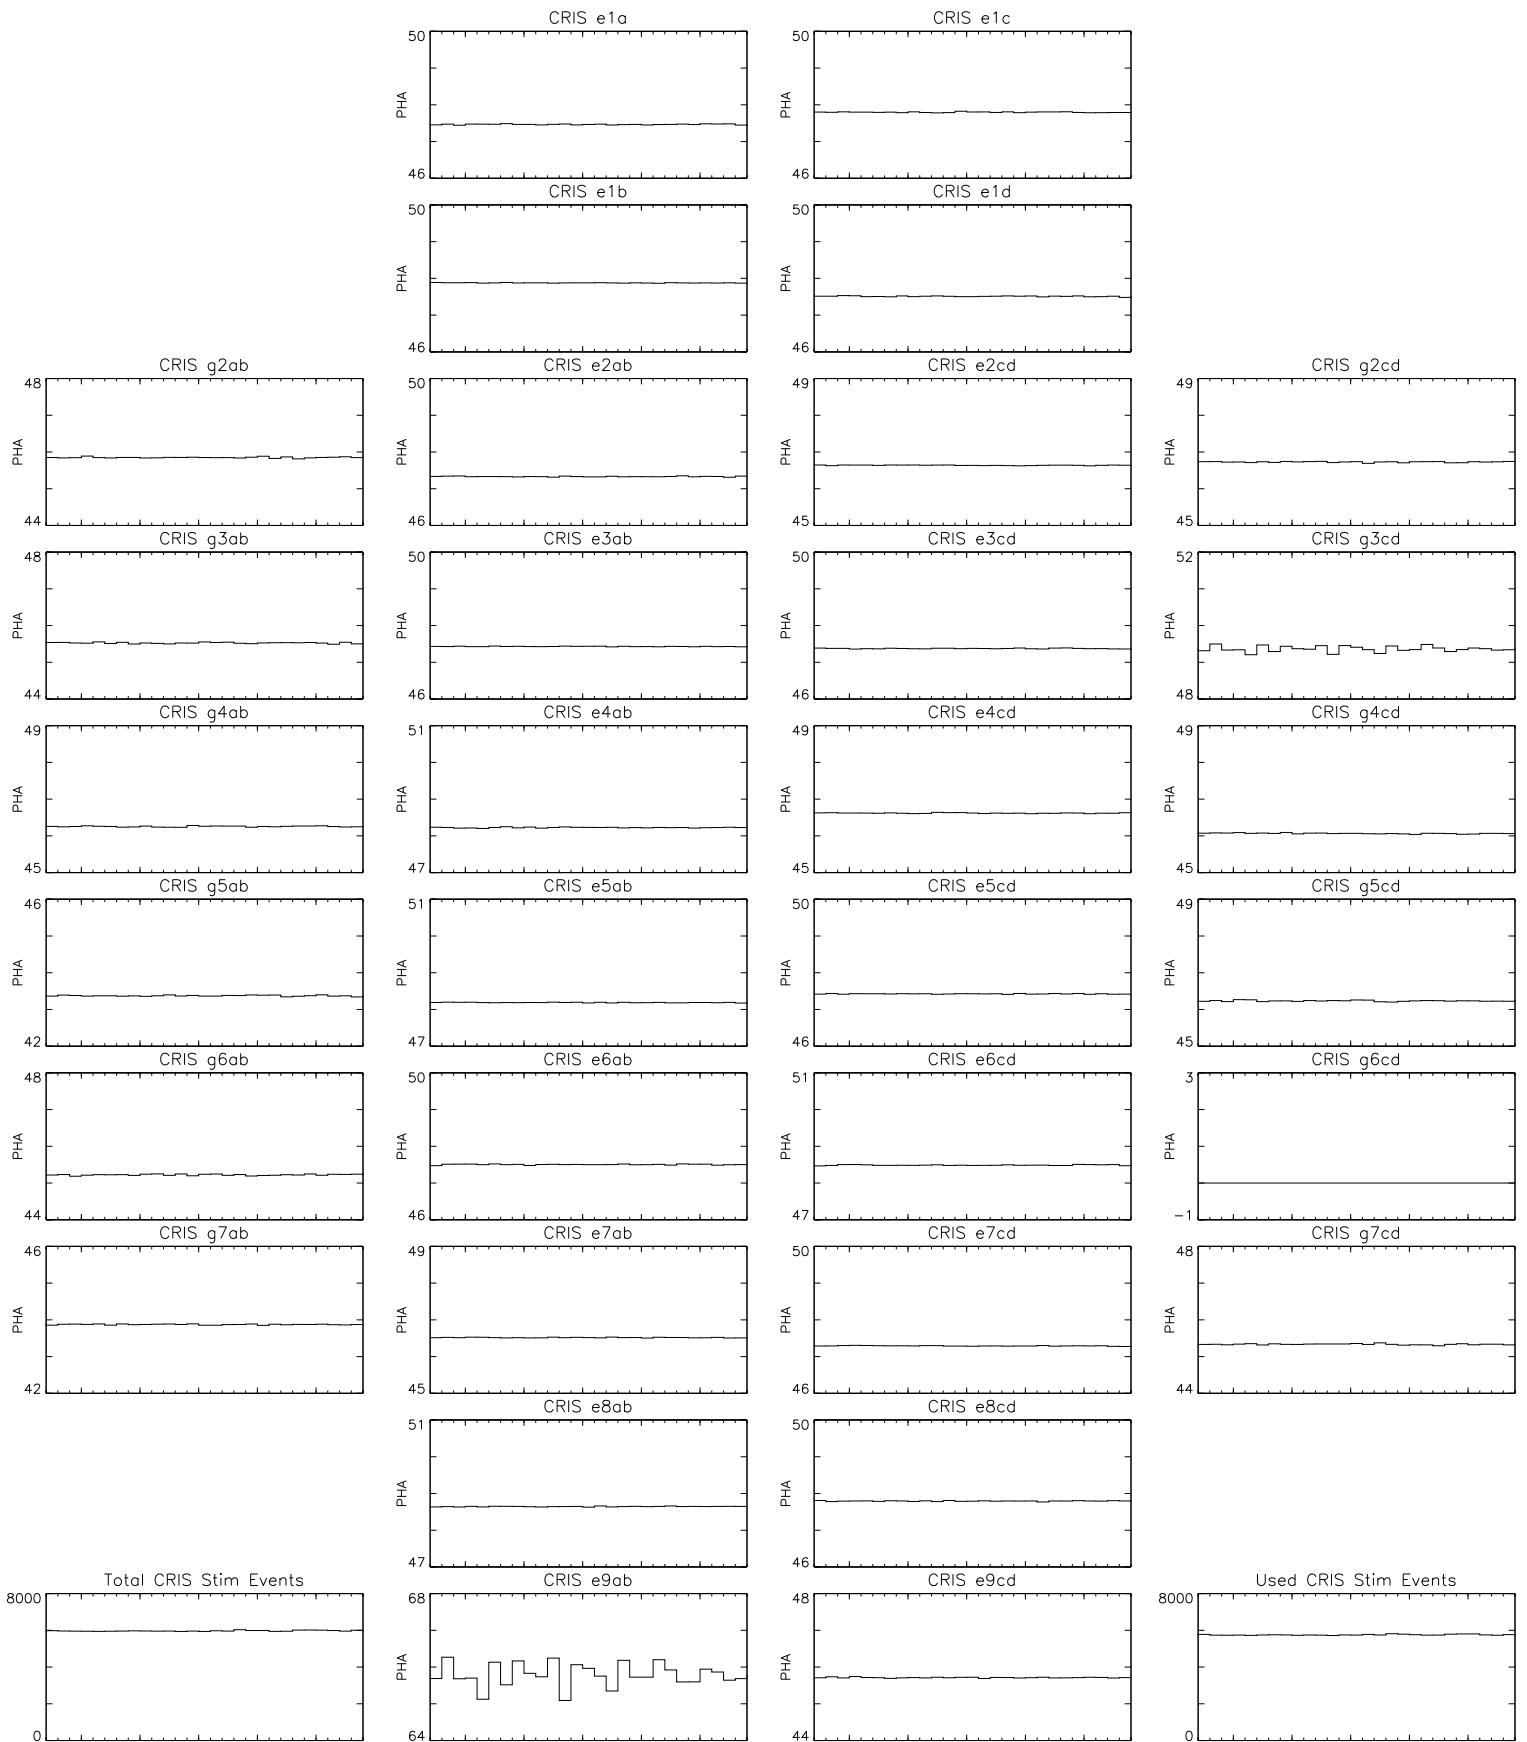 CRIS e1a
50
PHA
46
CRIS e1c
50
PHA
46
CRIS e1b
50
PHA
46
CRIS e1d
50
PHA
46
CRIS g2ab
48
PHA
44
CRIS e2ab
50
PHA
46
CRIS e2cd
49
PHA
45
CRIS g2cd
49
PHA
45
CRIS g3ab
48
PHA
44
CRIS e3ab
50
PHA
46
CRIS e3cd
50
PHA
46
CRIS g3cd
52
PHA
48
CRIS g4ab
49
PHA
45
CRIS e4ab
51
PHA
47
CRIS e4cd
49
PHA
45
CRIS g4cd
49
PHA
45
CRIS g5ab
46
PHA
42
CRIS e5ab
51
PHA
47
CRIS e5cd
50
PHA
46
CRIS g5cd
49
PHA
45
CRIS g6ab
48
PHA
44
CRIS e6ab
50
PHA
46
CRIS e6cd
51
PHA
47
CRIS g6cd
3
PHA
-1
CRIS g7ab
46
PHA
42
CRIS e7ab
49
PHA
45
CRIS e7cd
50
PHA
46
CRIS g7cd
48
PHA
44
CRIS e8ab
51
PHA
47
CRIS e8cd
50
PHA
46
Total CRIS Stim Events
8000
0
CRIS e9ab
68
PHA
64
CRIS e9cd
48
PHA
44
Used CRIS Stim Events
8000
0